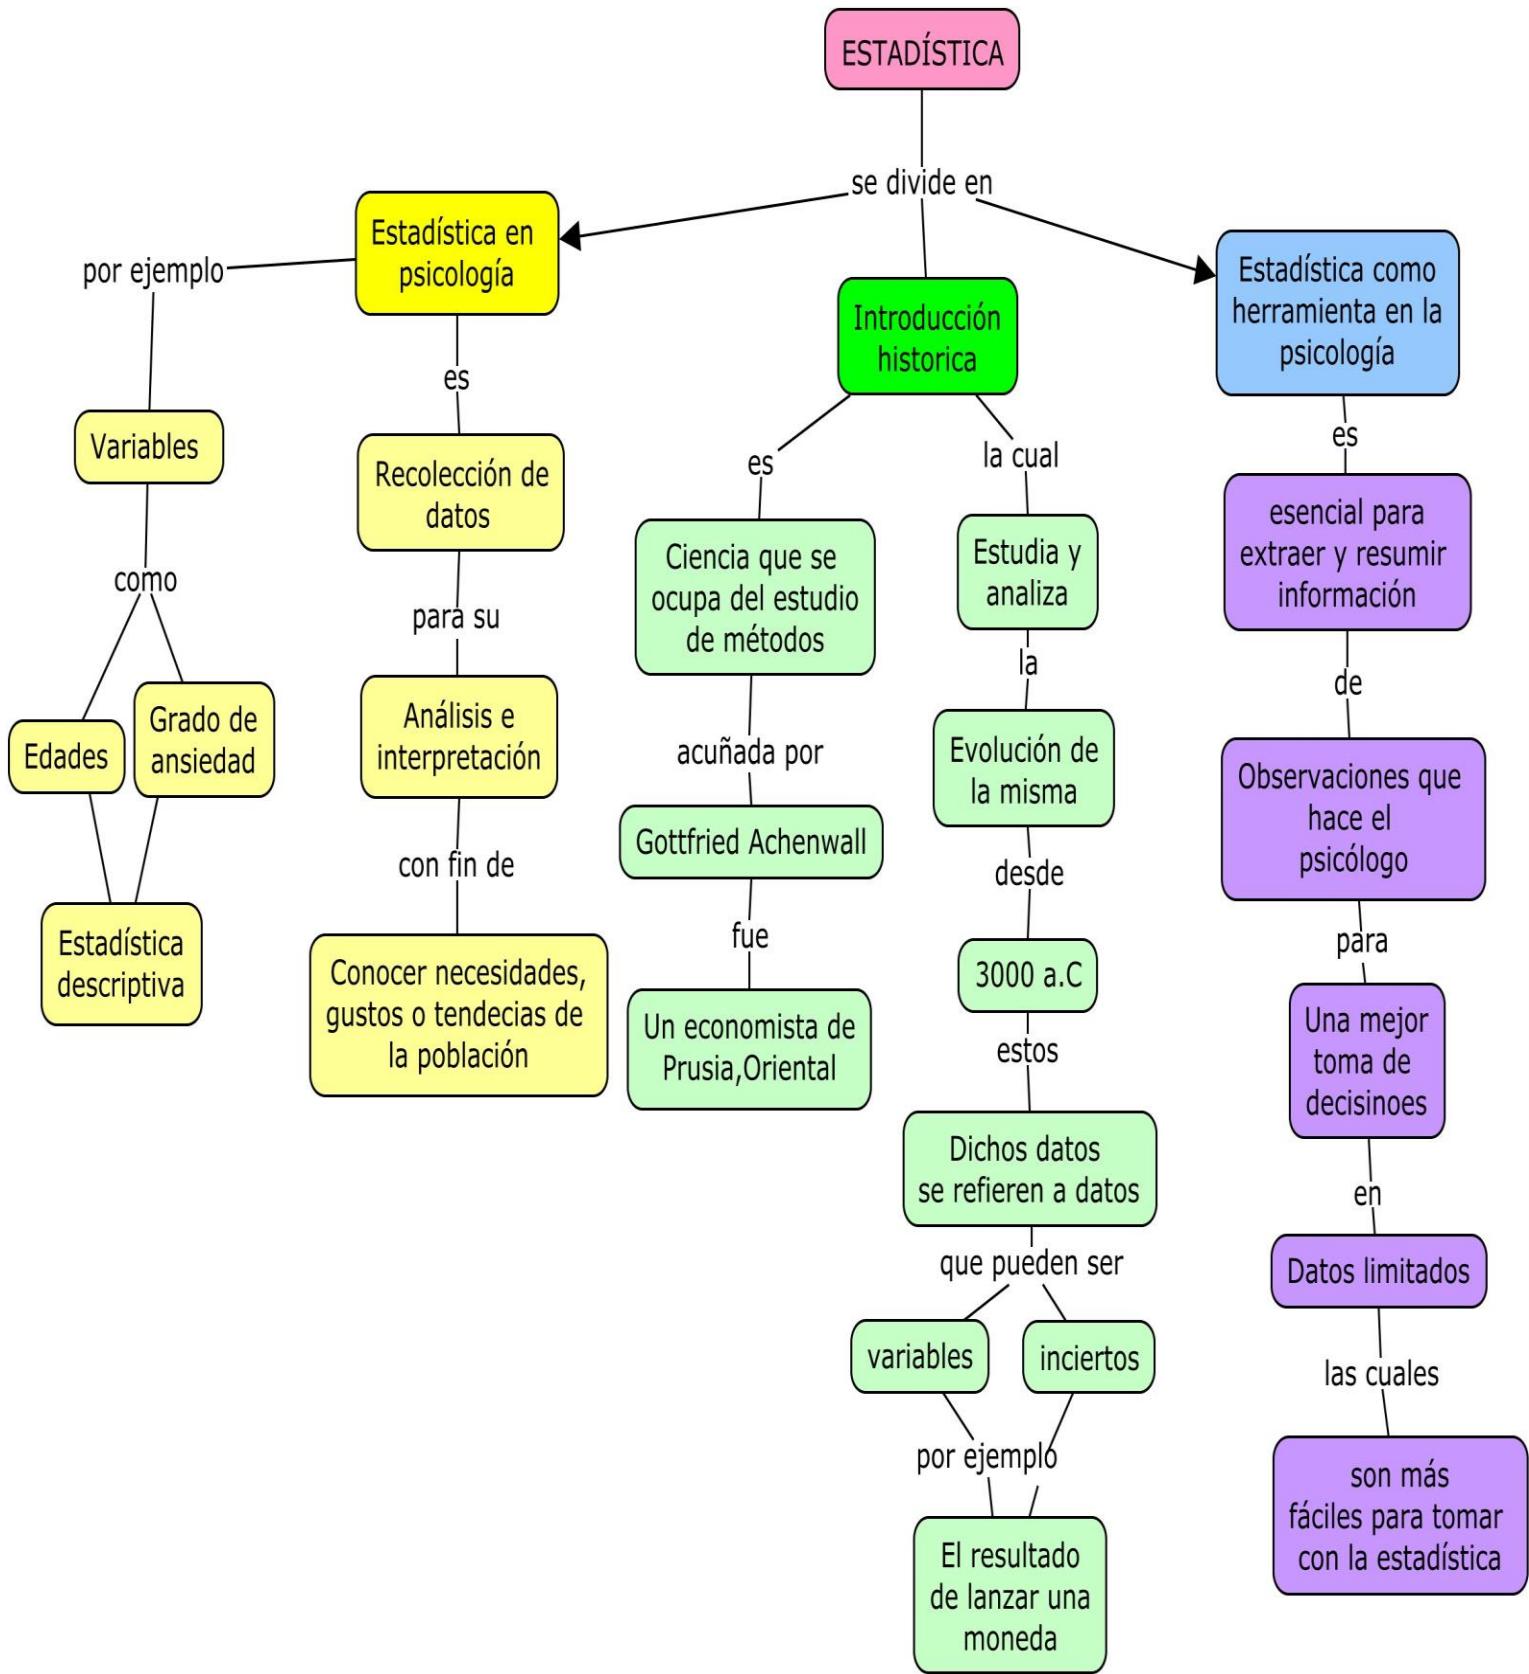 ESTADÍSTICA
se divide en
Estadística en
psicología
por ejemplo
Variables
como
Edades
Grado de
ansiedad
Estadística
descriptiva
es
Recolección de
datos
para su
Análisis e
interpretación
con fin de
Conocer necesidades,
gustos o tendecias de
la población
Introducción
historica
es
Ciencia que se
ocupa del estudio
de métodos
acuñada por
Gottfried Achenwall
fue
Un economista de
Prusia,Oriental
la cual
Estudia y
analiza
la
Evolución de
la misma
desde
3000 a.C
estos
Dichos datos
se refieren a datos
que pueden ser
variables
inciertos
por ejemplo
El resultado
de lanzar una
moneda
Estadística como
herramienta en la
psicología
es
esencial para
extraer y resumir
información
de
Observaciones que
hace el
psicólogo
para
Una mejor
toma de
decisinoes
en
Datos limitados
las cuales
son más
fáciles para tomar
con la estadística